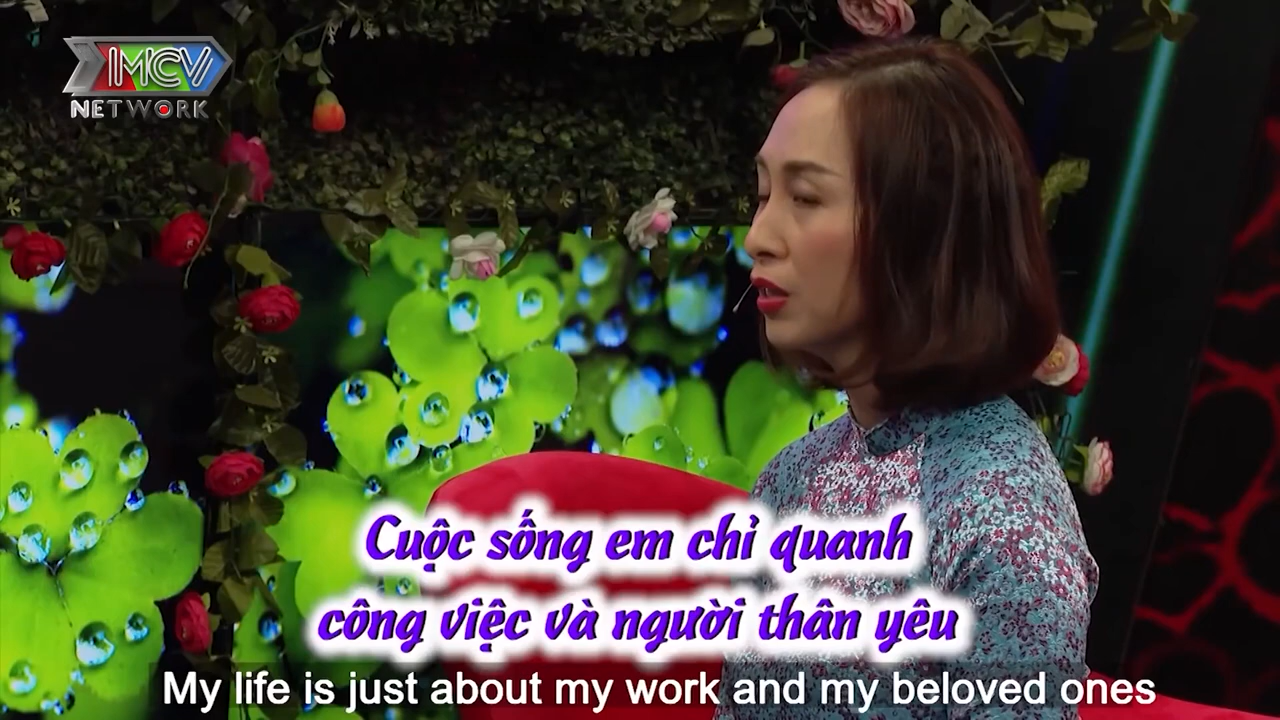 MCV
NETWORK
Cuộc sống em chỉ quanh
công việc và người thân yêu
My life is just about my work and my beloved ones